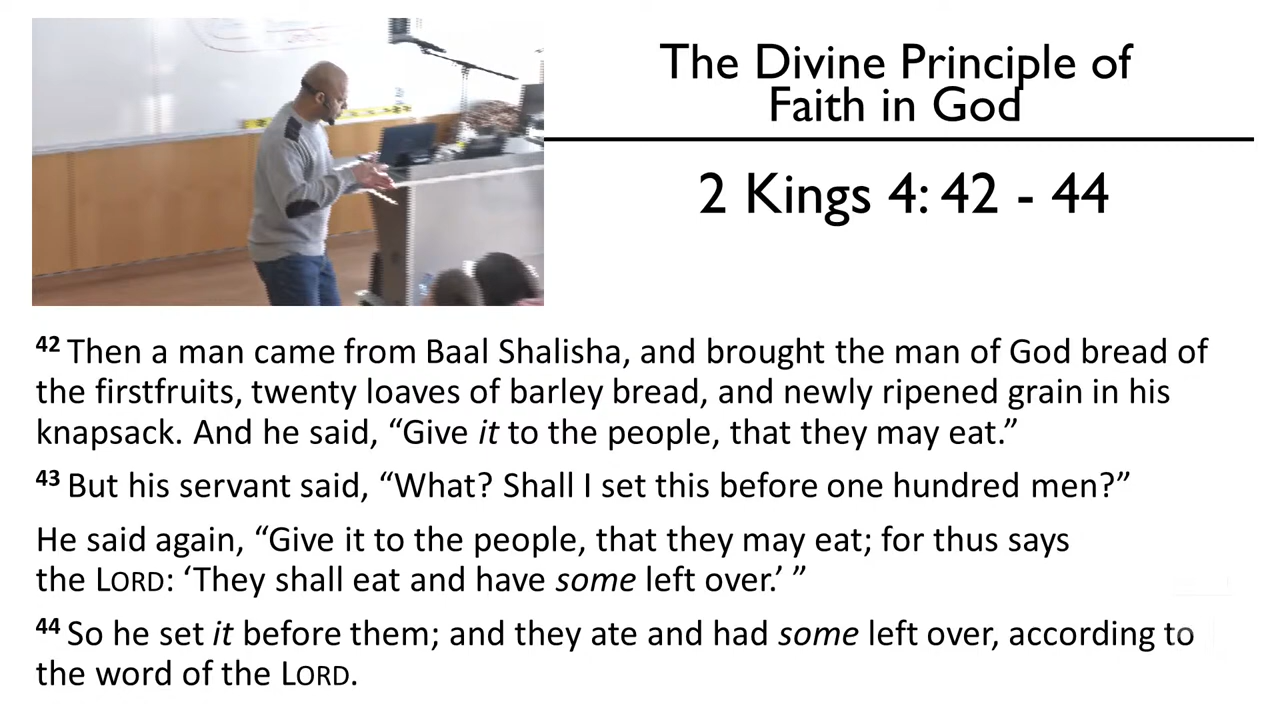 The Divine Principle of
Faith in God
2 Kings 4: 42 - 44
42 Then a man came from Baal Shalisha, and brought the man of God bread of
the firstfruits, twenty loaves of barley bread, and newly ripened grain in his
knapsack. And he said, “Give it to the people, that they may eat.”
43 But his servant said, “What? Shall I set this before one hundred men?”
He said again, “Give it to the people, that they may eat; for thus says
the LORD: ‘They shall eat and have some left over.’ ”
44 So he set it before them; and they ate and had some left over, according to
the word of the LORD.